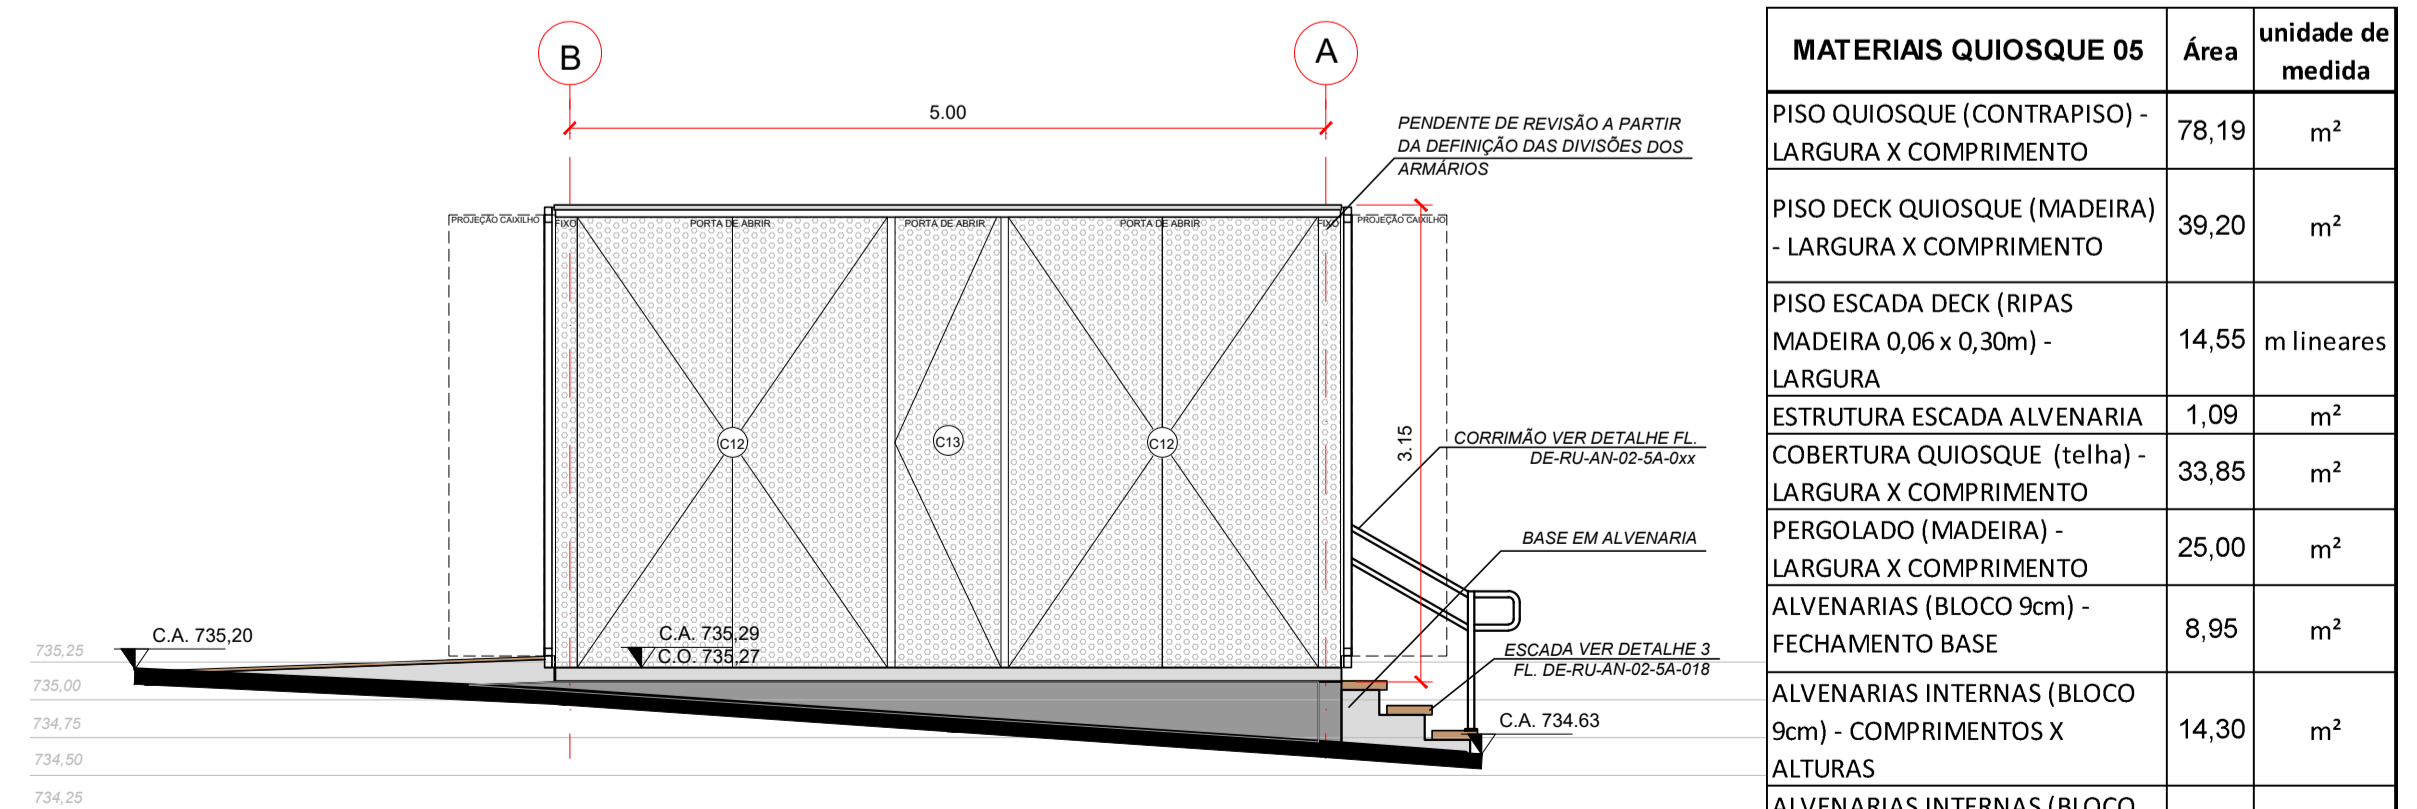 B
A
5.00
PENDENTE DE REVISÃO A PARTIR
DA DEFINIÇÃO DAS DIVISÕES DOS
ARMÁRIOS
PROJEÇÃO CAIXILHO
FIXO
PORTA DE ABRIR
PORTA DE ABRIR
PORTA DE ABRIR
FIXO
PROJEÇÃO CAIXILHO
C12
C13
C12
3.15
CORRIMÃO VER DETALHE FL.
DE-RU-AN-02-5A-0xx
BASE EM ALVENARIA
ESCADA VER DETALHE 3
FL. DE-RU-AN-02-5A-018
C.A. 735,20
C.A. 735,29
C.O. 735,27
C.A. 734.63
735,25
735,00
734,75
734,50
734,25
MATERIAIS QUIOSQUE 05
Área
unidade de
medida
PISO QUIOSQUE (CONTRAPISO) -
LARGURA X COMPRIMENTO
78,19
m²
PISO DECK QUIOSQUE (MADEIRA)
- LARGURA X COMPRIMENTO
39,20
m²
PISO ESCADA DECK (RIPAS
MADEIRA 0,06 x 0,30m) -
LARGURA
14,55
m lineares
ESTRUTURA ESCADA ALVENARIA
1,09
m²
COBERTURA QUIOSQUE (telha) -
LARGURA X COMPRIMENTO
33,85
m²
PERGOLADO (MADEIRA) -
LARGURA X COMPRIMENTO
25,00
m²
ALVENARIAS (BLOCO 9cm) -
FECHAMENTO BASE
8,95
m²
ALVENARIAS INTERNAS (BLOCO
9cm) - COMPRIMENTOS X
ALTURAS
14,30
m²
ALVENARIAS INTERNAS (BLOCO